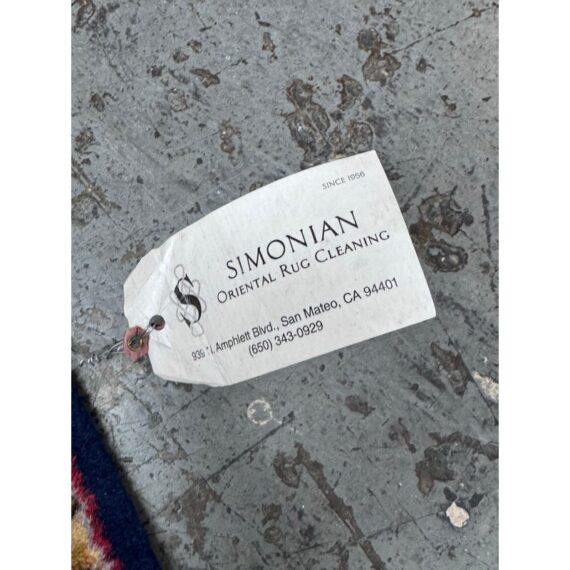 SINCE 1956
SIMONIAN
ORIENTAL RUG CLEANING
S
Amphlett Blvd., San Mateo, CA 94401
(650) 343-0929